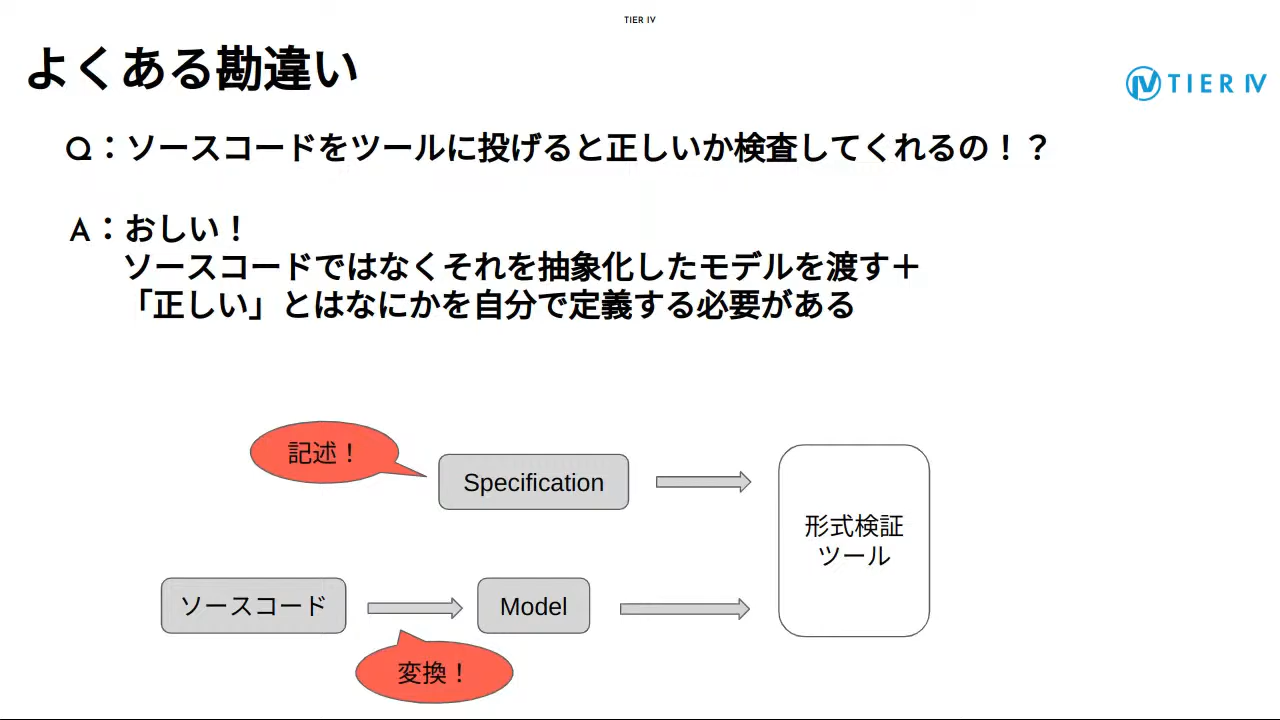 TIER IV
よくある勘違い
TIER IV
Q：ソースコードをツールに投げると正しいか検査してくれるの！？
A：おしい！
ソースコードではなくそれを抽象化したモデルを渡す＋
「正しい」とはなにかを自分で定義する必要がある
記述！
Specification
形式検証
ツール
ソースコード
Model
変換！